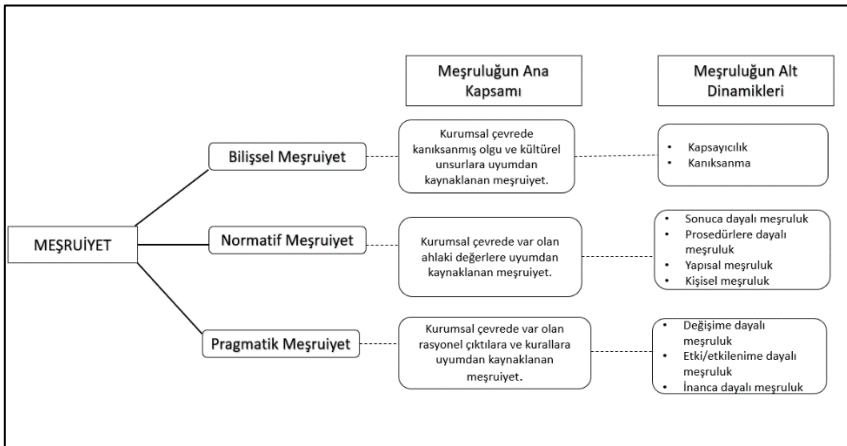 Meşruluğun Ana
Kapsamı
Meşruluğun Alt
Dinamikleri
MEŞRUİYET
Bilişsel Meşruiyet
Kurumsal çevrede
kanıksanmış olgu ve kültürel
unsurlara uyumdan
kaynaklanan meşruiyet.
• Kapsayıcılık
• Kanıksanma
Normatif Meşruiyet
Kurumsal çevrede var olan
ahlaki değerlere uyumdan
kaynaklanan meşruiyet.
• Sonuca dayalı meşruluk
• Prosedürlere dayalı
meşruluk
• Yapısal meşruluk
• Kişisel meşruluk
Pragmatik Meşruiyet
Kurumsal çevrede var olan
rasyonel çıktılara ve kurallara
uyumdan kaynaklanan
meşruiyet.
• Değişime dayalı
meşruluk
• Etki/etkilenime dayalı
meşruluk
• İnanca dayalı meşruluk